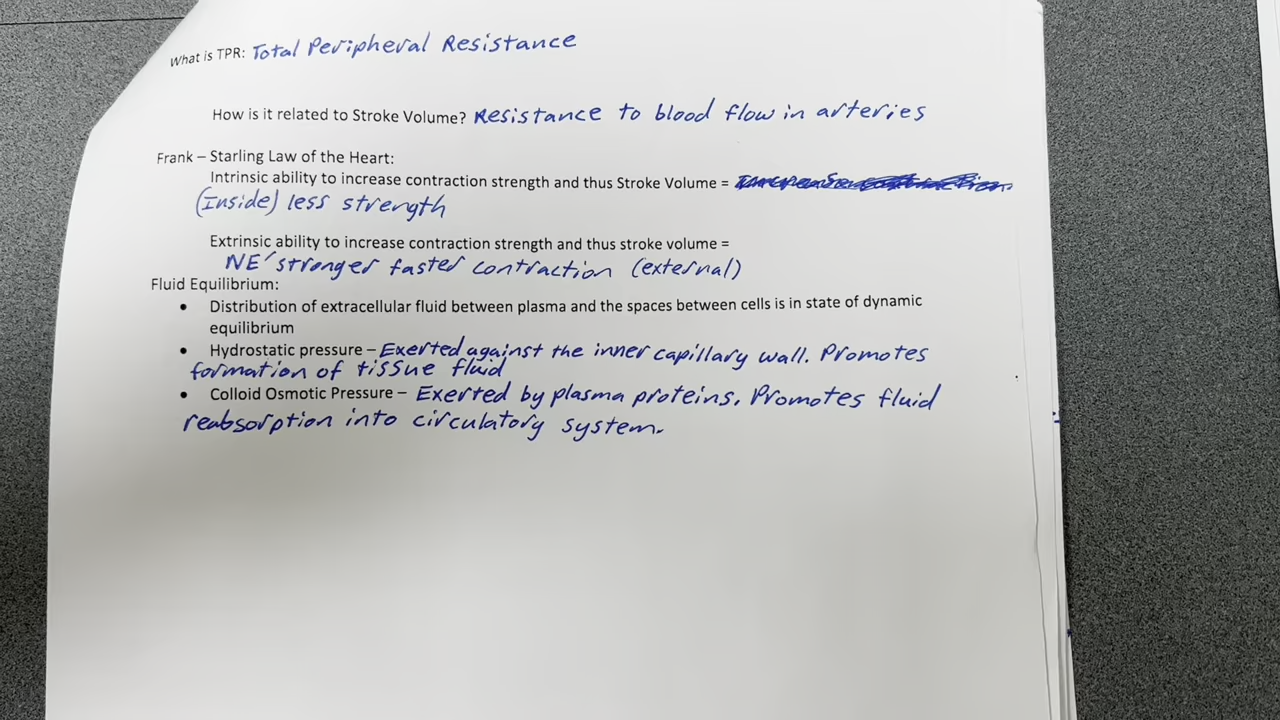 What is TPR: Total Peripheral Resistance
How is it related to Stroke Volume? Resistance to blood flow in arteries
Frank – Starling Law of the Heart:
Intrinsic ability to increase contraction strength and thus Stroke Volume =
(Inside) less strength
Extrinsic ability to increase contraction strength and thus stroke volume =
NE' stronger faster contraction (external)
Fluid Equilibrium:
• Distribution of extracellular fluid between plasma and the spaces between cells is in state of dynamic
equilibrium
• Hydrostatic pressure – Exerted against the inner capillary wall. Promotes
formation of tissue fluid
• Colloid Osmotic Pressure – Exerted by plasma proteins. Promotes fluid
reabsorption into circulatory system.